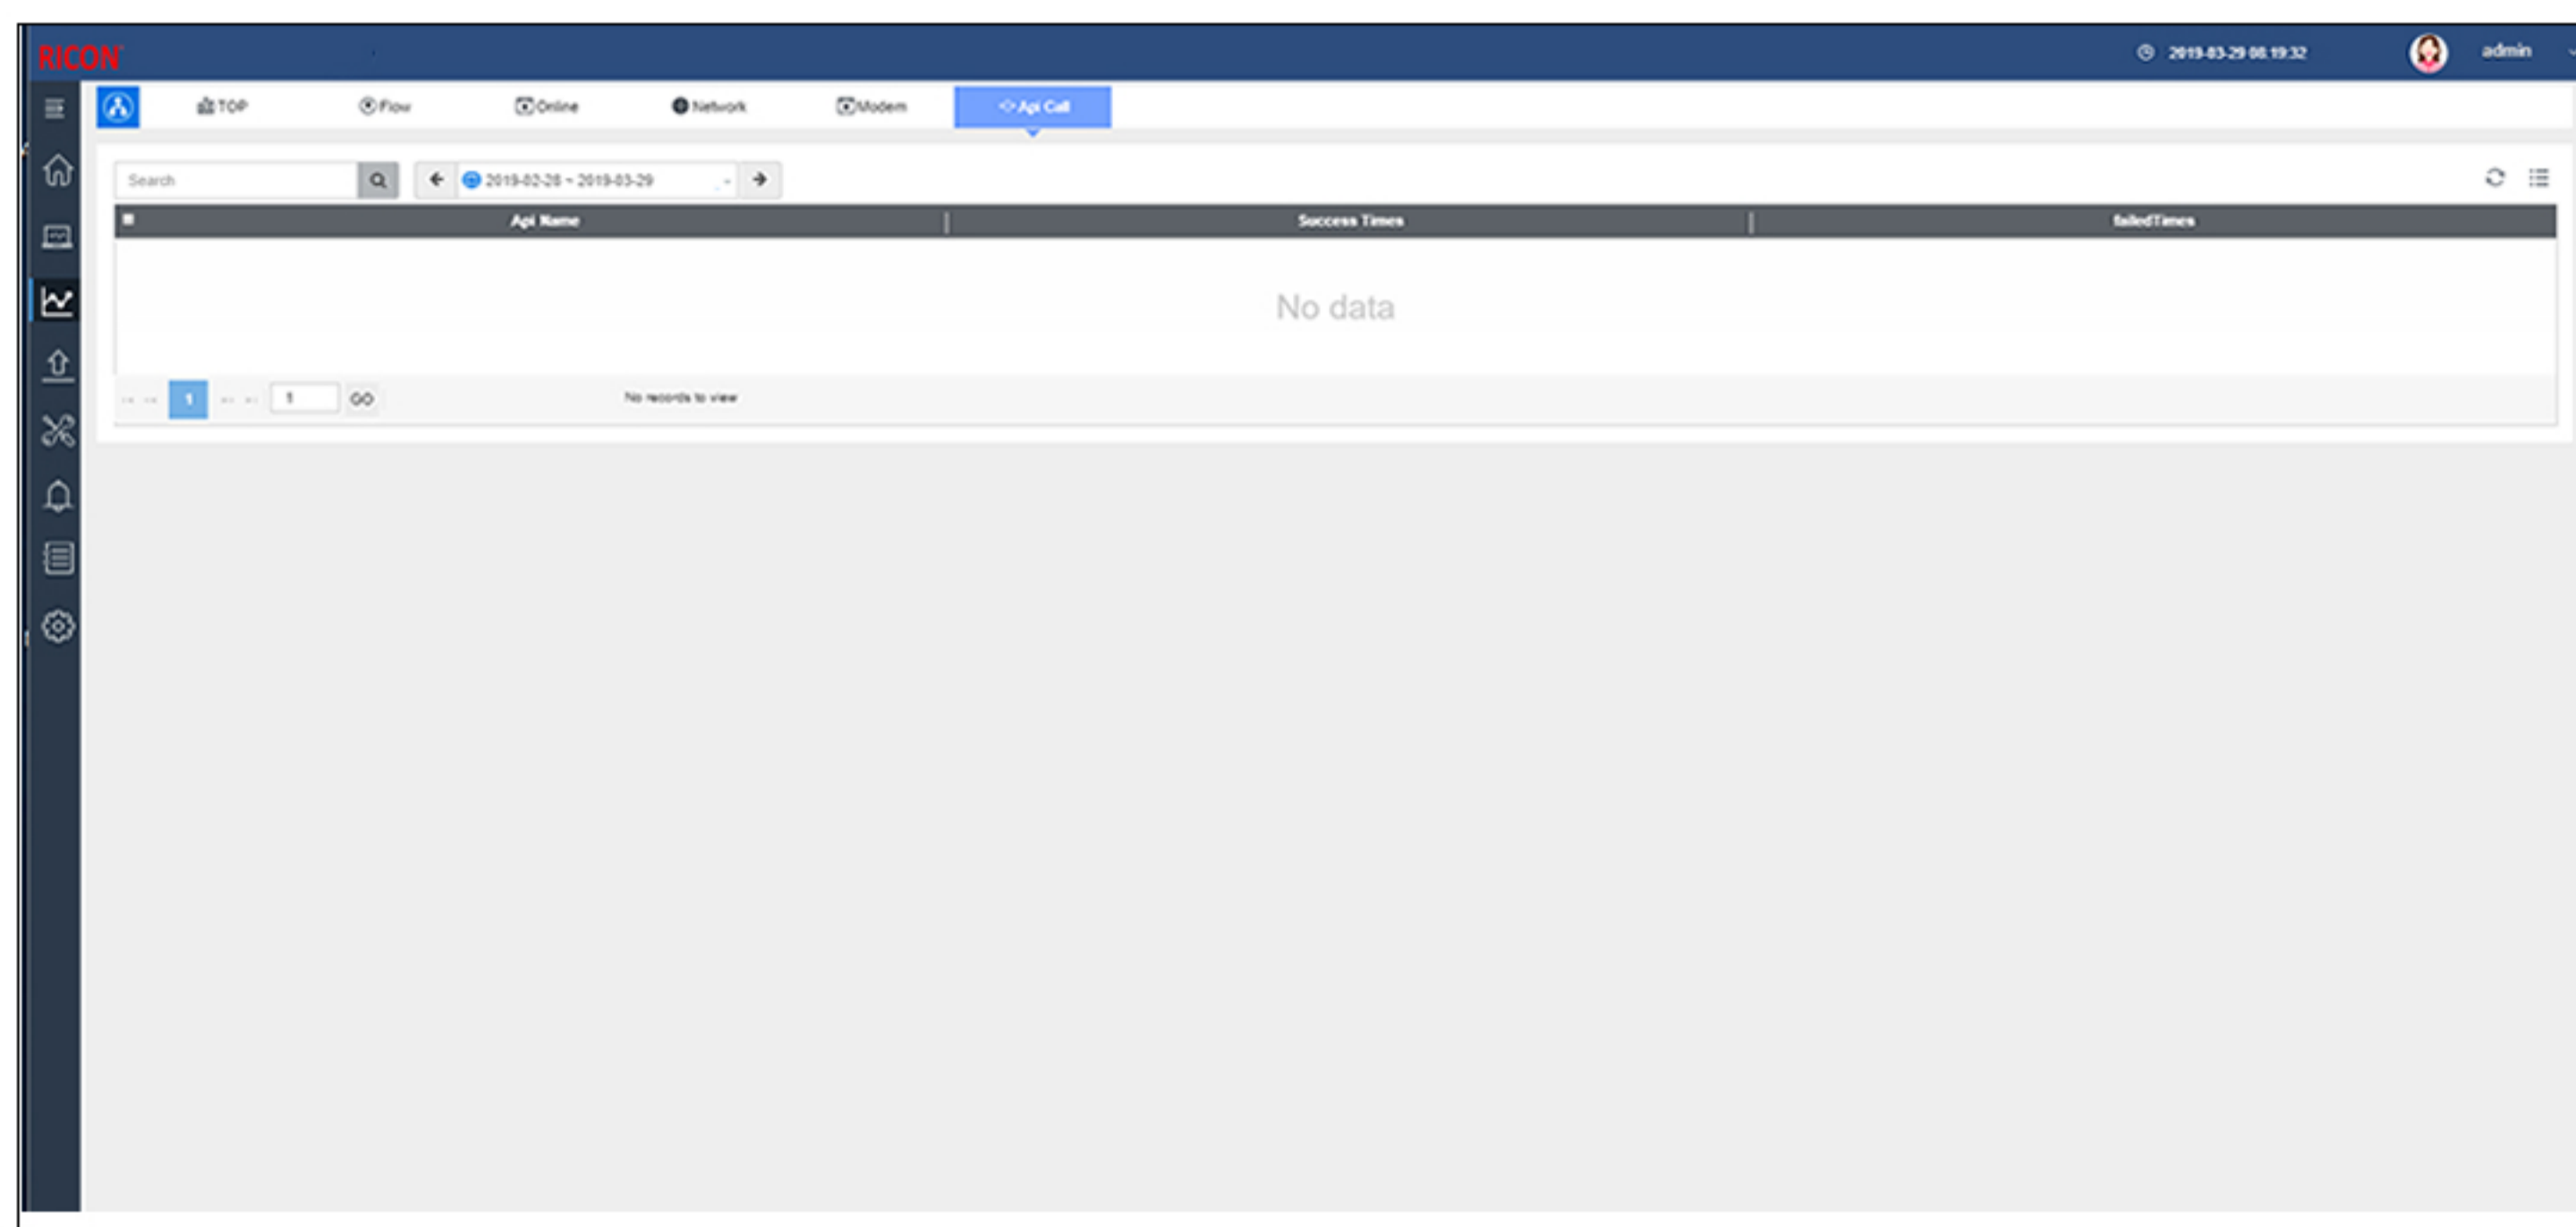 RICON
2019-03-29 08:19:32 admin
TOP Flow Online Network Modem Api Call
Search 2019-02-28 ~ 2019-03-29
Api Name Success Times failedTimes
No data
1 1 GO No records to view